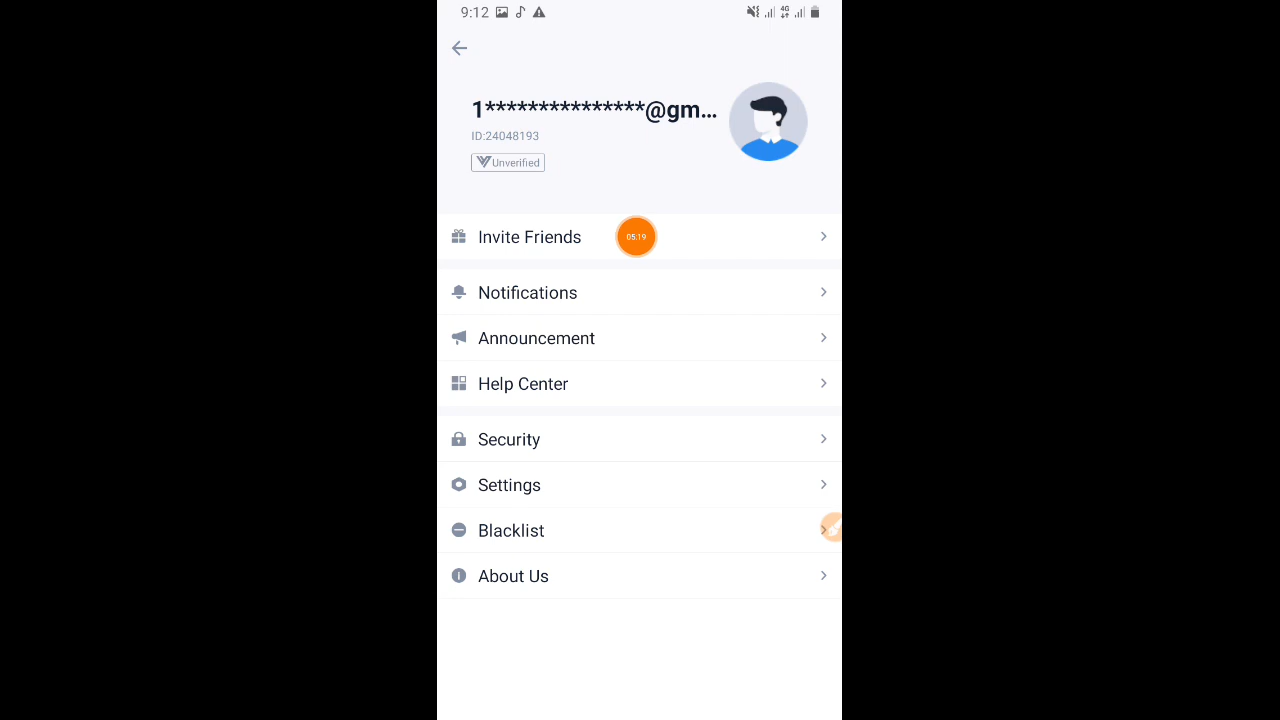 9:12
4G
1***************@gm...
ID:24048193
Unverified
Invite Friends
05:19
Notifications
Announcement
Help Center
Security
Settings
Blacklist
About Us